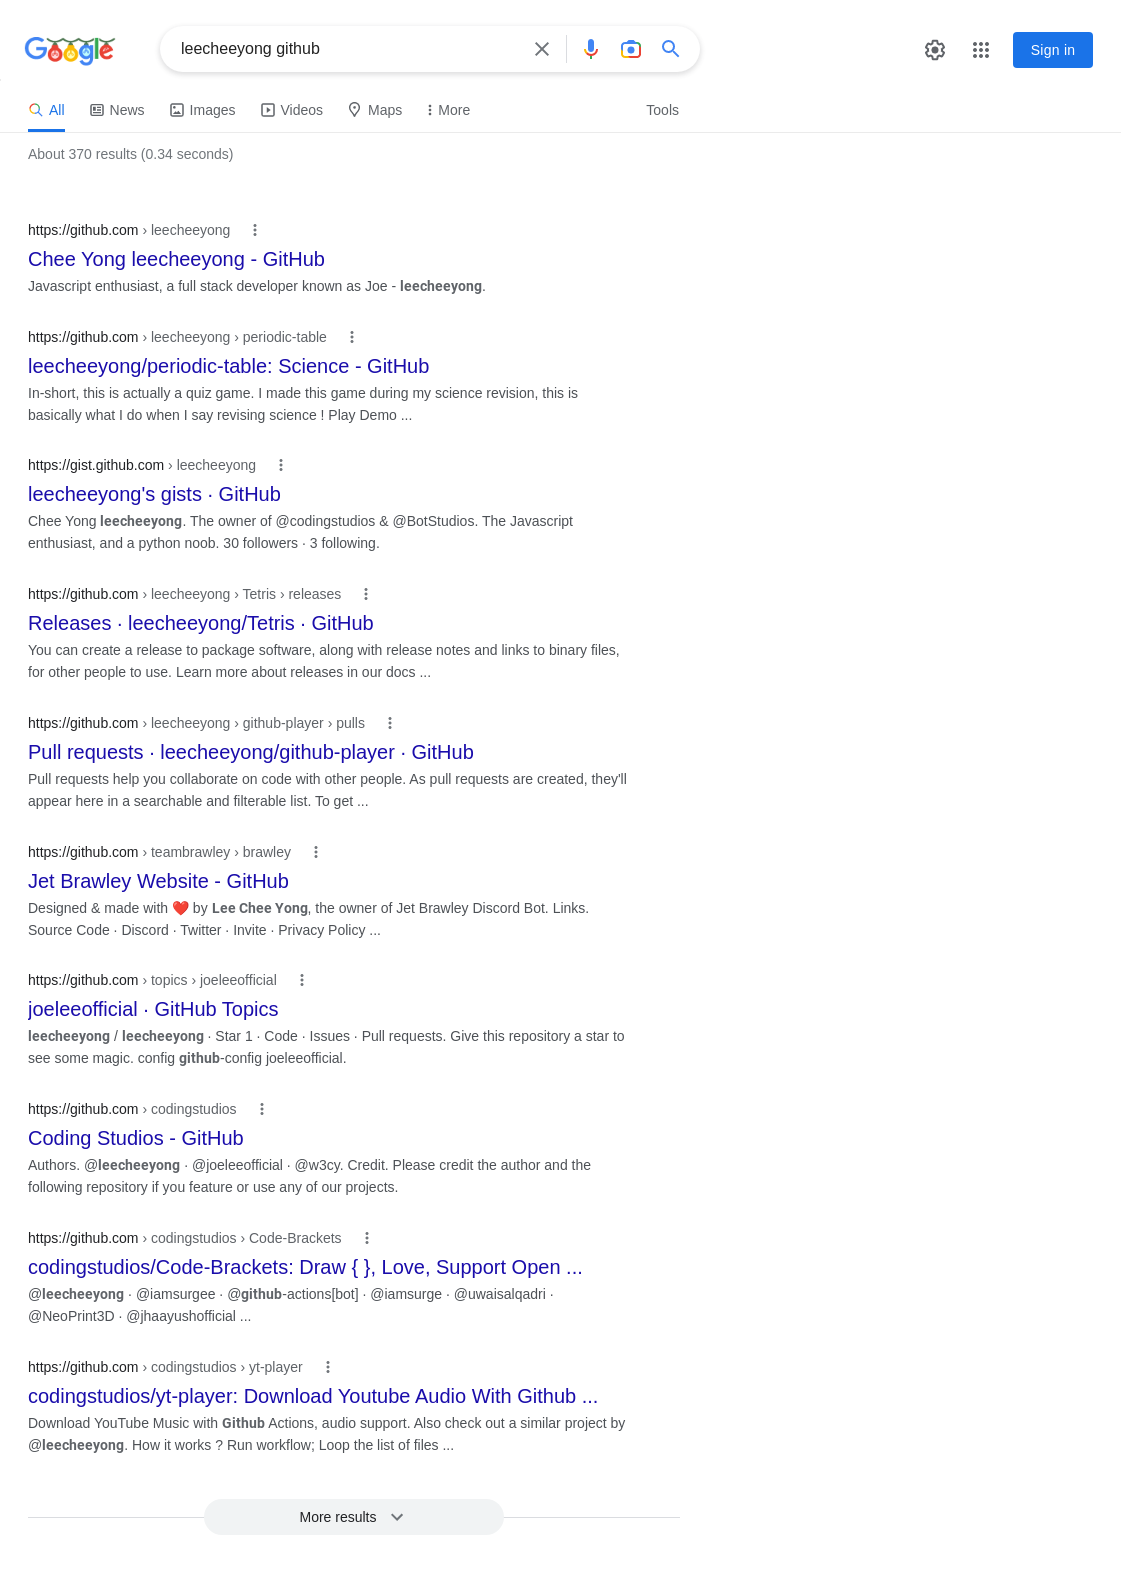 Google
leecheeyong github
Sign in
All News Images Videos Maps More Tools
About 370 results (0.34 seconds)
https://github.com › leecheeyong
Chee Yong leecheeyong - GitHub
Javascript enthusiast, a full stack developer known as Joe - leecheeyong.
https://github.com › leecheeyong › periodic-table
leecheeyong/periodic-table: Science - GitHub
In-short, this is actually a quiz game. I made this game during my science revision, this is
basically what I do when I say revising science ! Play Demo ...
https://gist.github.com › leecheeyong
leecheeyong's gists · GitHub
Chee Yong leecheeyong. The owner of @codingstudios & @BotStudios. The Javascript
enthusiast, and a python noob. 30 followers · 3 following.
https://github.com › leecheeyong › Tetris › releases
Releases · leecheeyong/Tetris · GitHub
You can create a release to package software, along with release notes and links to binary files,
for other people to use. Learn more about releases in our docs ...
https://github.com › leecheeyong › github-player › pulls
Pull requests · leecheeyong/github-player · GitHub
Pull requests help you collaborate on code with other people. As pull requests are created, they'll
appear here in a searchable and filterable list. To get ...
https://github.com › teambrawley › brawley
Jet Brawley Website - GitHub
Designed & made with ❤️ by Lee Chee Yong, the owner of Jet Brawley Discord Bot. Links.
Source Code · Discord · Twitter · Invite · Privacy Policy ...
https://github.com › topics › joeleeofficial
joeleeofficial · GitHub Topics
leecheeyong / leecheeyong · Star 1 · Code · Issues · Pull requests. Give this repository a star to
see some magic. config github-config joeleeofficial.
https://github.com › codingstudios
Coding Studios - GitHub
Authors. @leecheeyong · @joeleeofficial · @w3cy. Credit. Please credit the author and the
following repository if you feature or use any of our projects.
https://github.com › codingstudios › Code-Brackets
codingstudios/Code-Brackets: Draw { }, Love, Support Open ...
@leecheeyong · @iamsurgee · @github-actions[bot] · @iamsurge · @uwaisalqadri ·
@NeoPrint3D · @jhaayushofficial ...
https://github.com › codingstudios › yt-player
codingstudios/yt-player: Download Youtube Audio With Github ...
Download YouTube Music with Github Actions, audio support. Also check out a similar project by
@leecheeyong. How it works ? Run workflow; Loop the list of files ...
More results